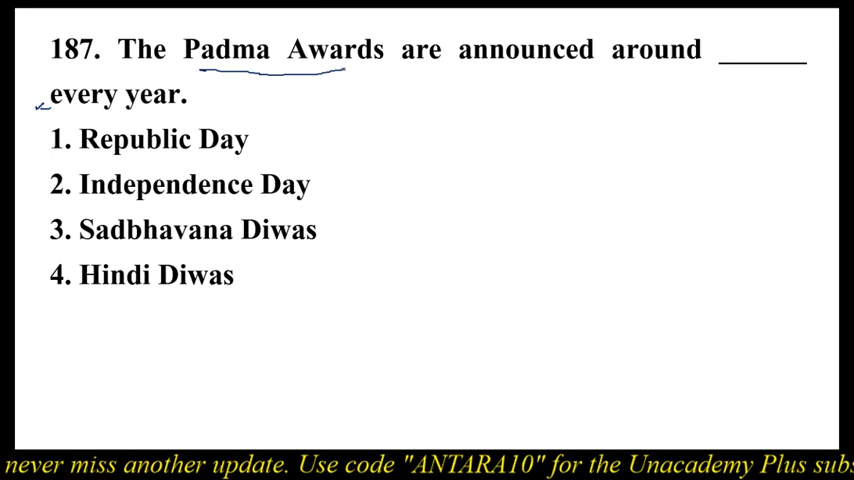 187. The Padma Awards are announced around ______
every year.
1. Republic Day
2. Independence Day
3. Sadbhavana Diwas
4. Hindi Diwas
never miss another update. Use code "ANTARA10" for the Unacademy Plus subs